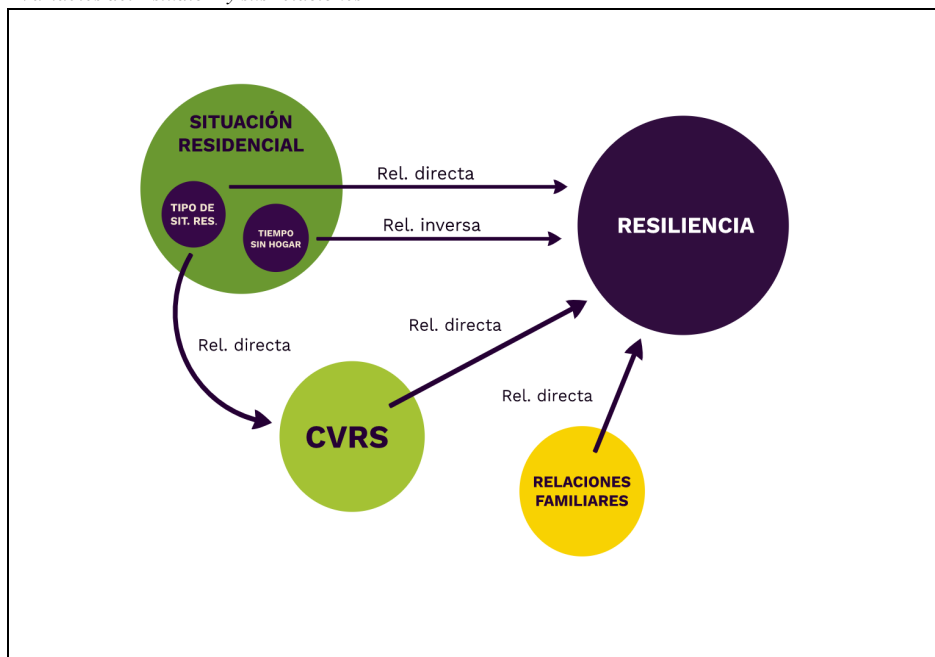 SITUACIÓN
RESIDENCIAL
TIPO DE
SIT. RES.
TIEMPO
SIN HOGAR
Rel. directa
Rel. inversa
RESILIENCIA
Rel. directa
Rel. directa
CVRS
Rel. directa
RELACIONES
FAMILIARES